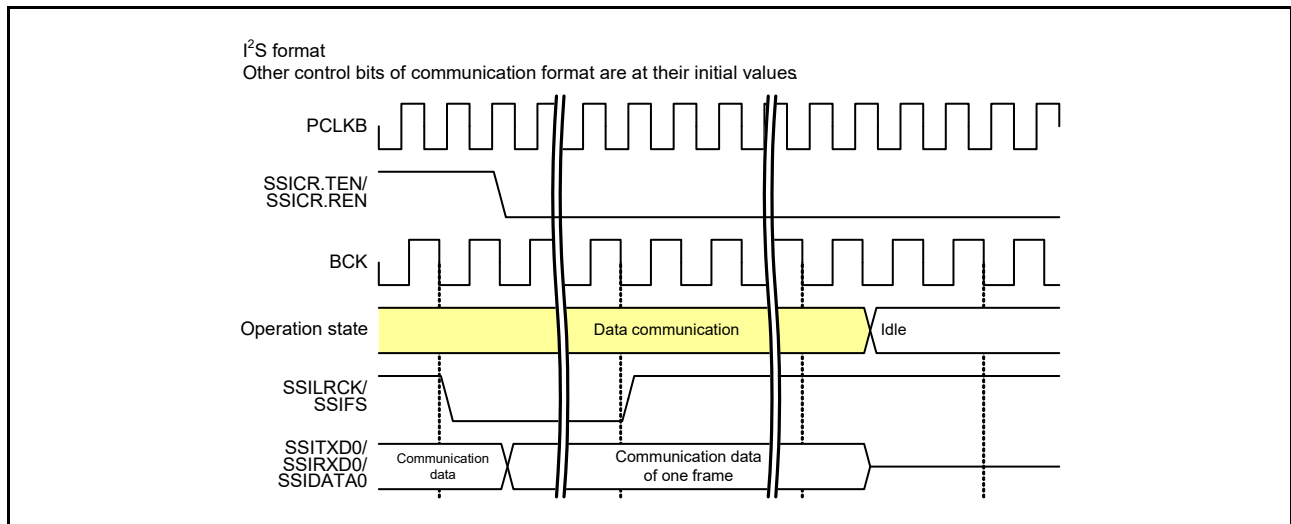 I²S format
Other control bits of communication format are at their initial values.
PCLKB
SSICR.TEN/
SSICR.REN
BCK
Operation state
Data communication
Idle
SSILRCK/
SSIFS
SSITXD0/
SSIRXD0/
SSIDATA0
Communication
data
Communication data
of one frame